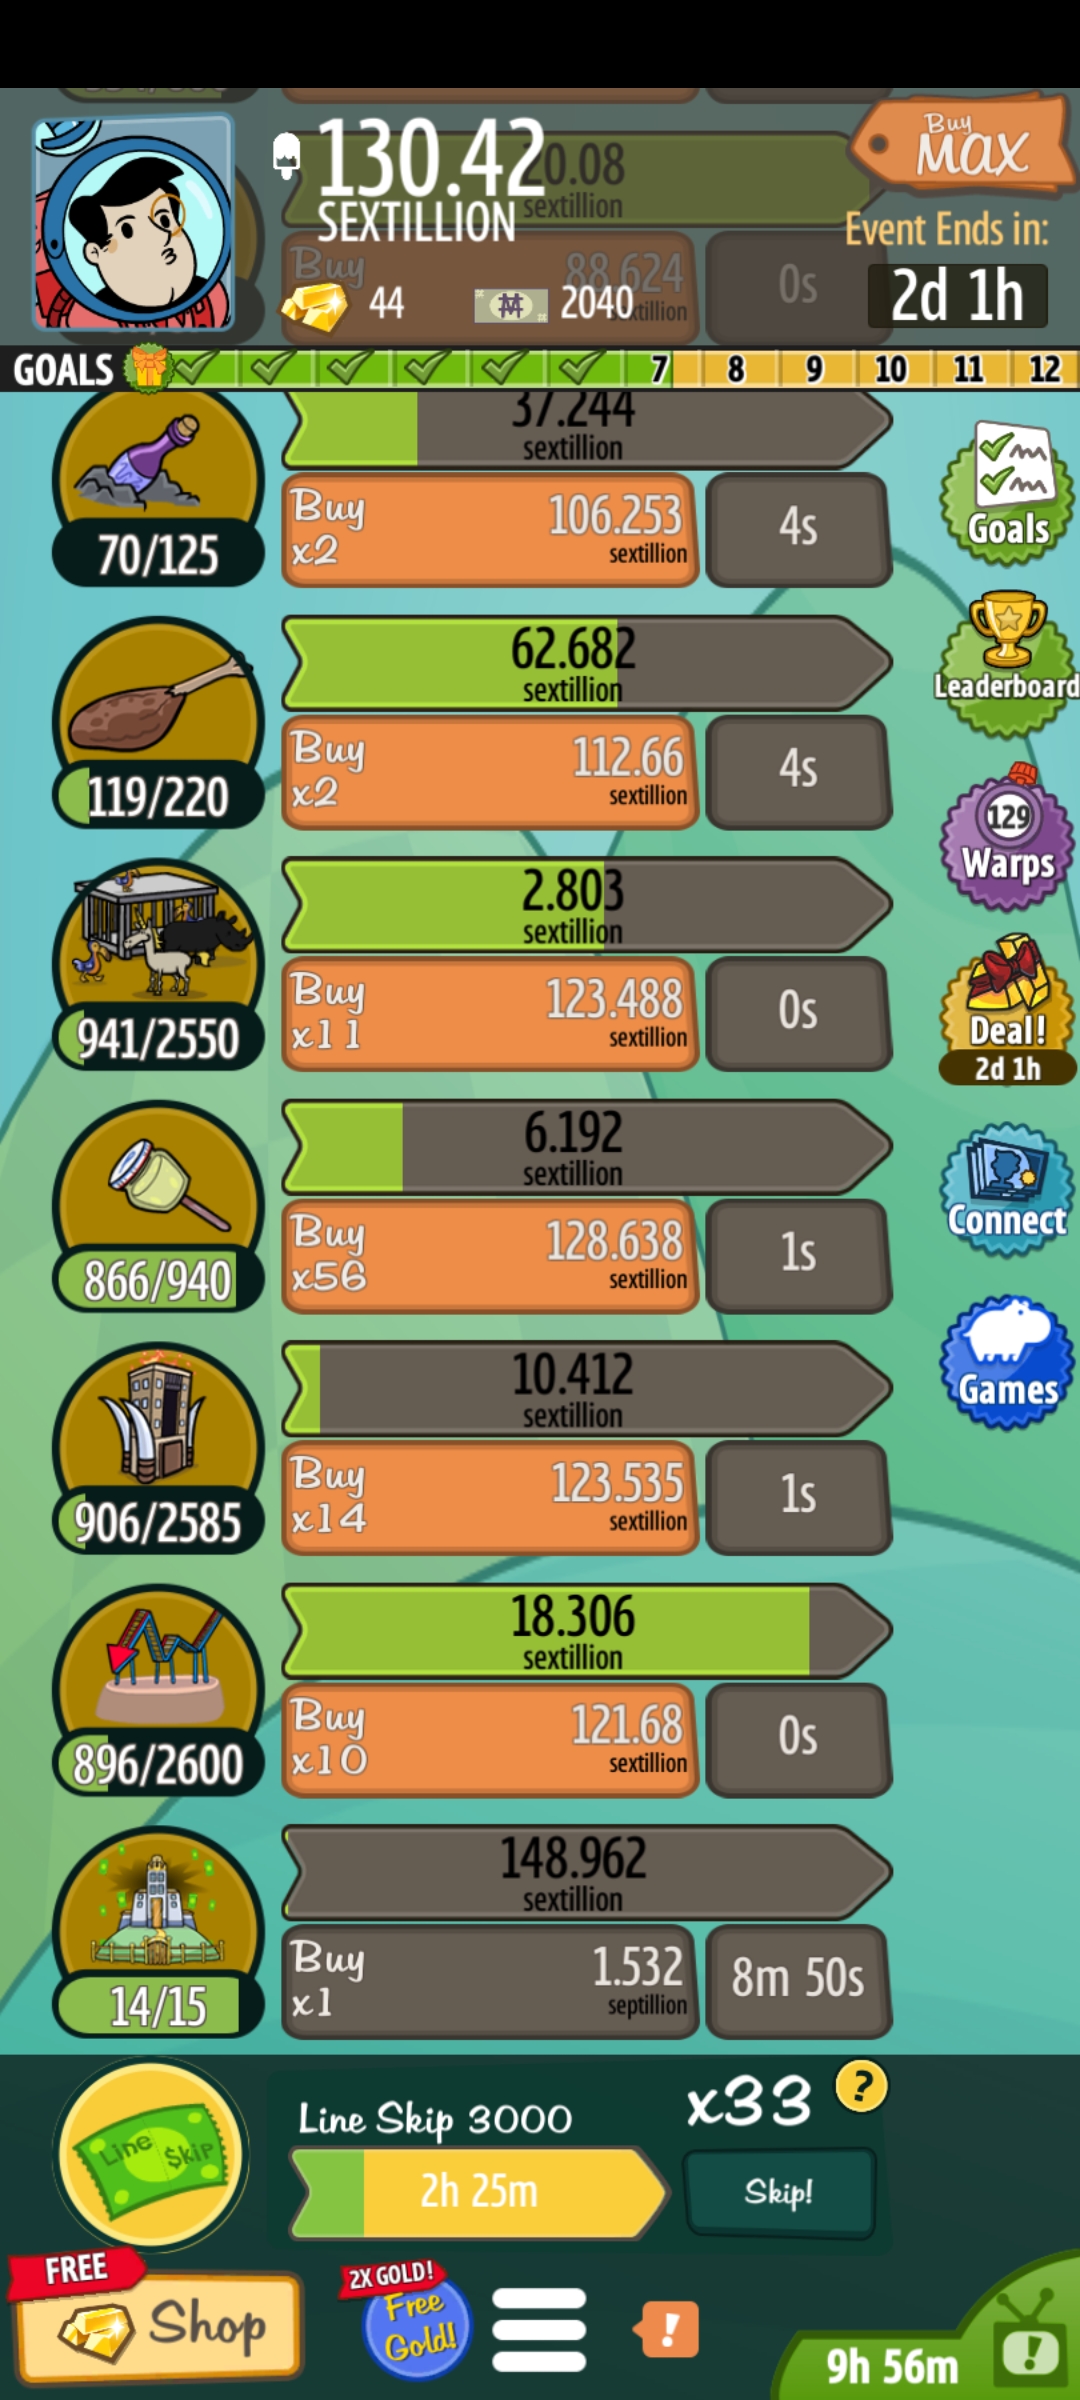 130.42
SEXTILLION
20.08
sextillion
Buy
88.624
0s
44
2040
Buy
MAX
Event Ends in:
2d 1h
GOALS
7
8
9
10
11
12
37.244
sextillion
70/125
Buy
x2
106.253
sextillion
4s
62.682
sextillion
119/220
Buy
x2
112.66
sextillion
4s
2.803
sextillion
941/2550
Buy
x11
123.488
sextillion
0s
6.192
sextillion
866/940
Buy
x56
128.638
sextillion
1s
10.412
sextillion
906/2585
Buy
x14
123.535
sextillion
1s
18.306
sextillion
896/2600
Buy
x10
121.68
sextillion
0s
148.962
sextillion
14/15
Buy
x1
1.532
septillion
8m 50s
Goals
Leaderboard
129
Warps
Deal!
2d 1h
Connect
Games
Line Skip
Line Skip 3000
2h 25m
x33
?
Skip!
FREE
Shop
2X GOLD!
Free
Gold!
!
9h 56m
!